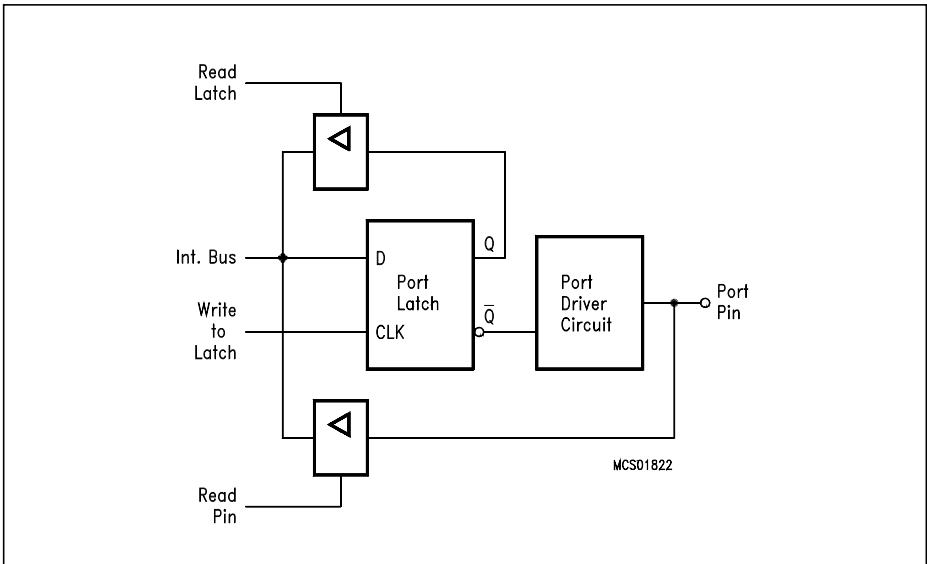 Read
Latch
Int. Bus
Write
to
Latch
Read
Pin
D
Port
Latch
CLK
Q
Q̅
Port
Driver
Circuit
Port
Pin
MCS01822